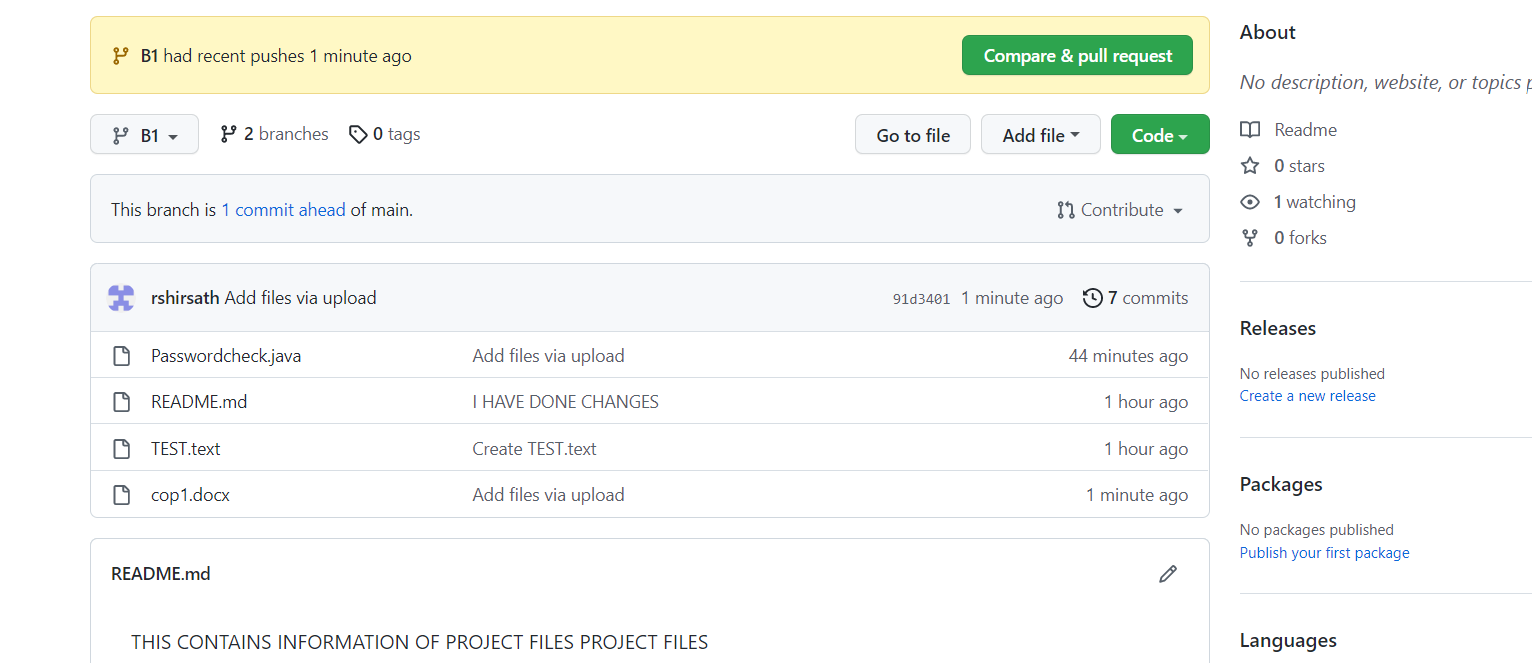 B1 had recent pushes 1 minute ago
Compare & pull request
B1
2 branches
0 tags
Go to file
Add file
Code
This branch is 1 commit ahead of main.
Contribute
rshirsath Add files via upload
91d3401 1 minute ago
7 commits
Passwordcheck.java Add files via upload 44 minutes ago
README.md I HAVE DONE CHANGES 1 hour ago
TEST.text Create TEST.text 1 hour ago
cop1.docx Add files via upload 1 minute ago
README.md
THIS CONTAINS INFORMATION OF PROJECT FILES PROJECT FILES
About
No description, website, or topics
Readme
0 stars
1 watching
0 forks
Releases
No releases published
Create a new release
Packages
No packages published
Publish your first package
Languages